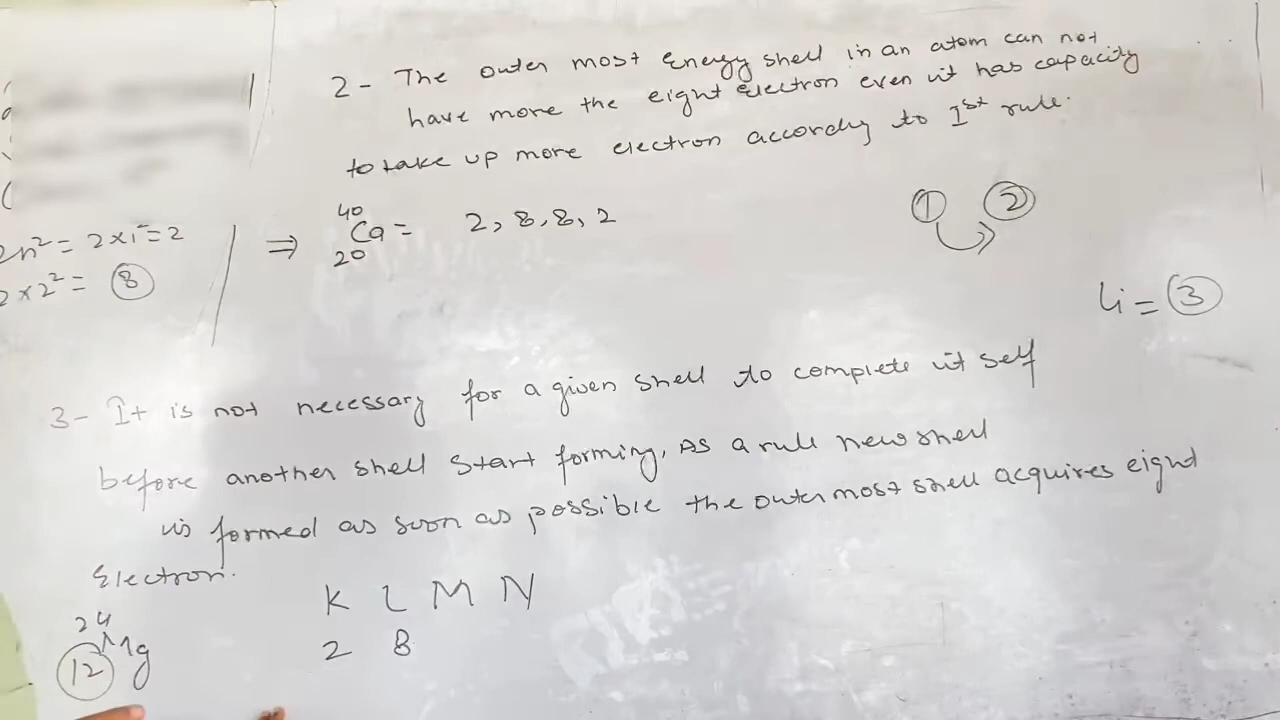 2 - The outer most Energy shell in an atom can not
have more the eight electron even it has capacity
to take up more electron accordig to Ist rule.
2n² = 2×1² = 2
2×2² = 8
⇒ 40 20 Ca = 2, 8, 8, 2
1 2
Li = 3
3 - It is not necessary for a given shell to complete it self
before another shell start forming, As a rule new shell
is formed as soon as possible the outer most shell acquires eight
Electron.
K L M N
24 12 Mg 2 8